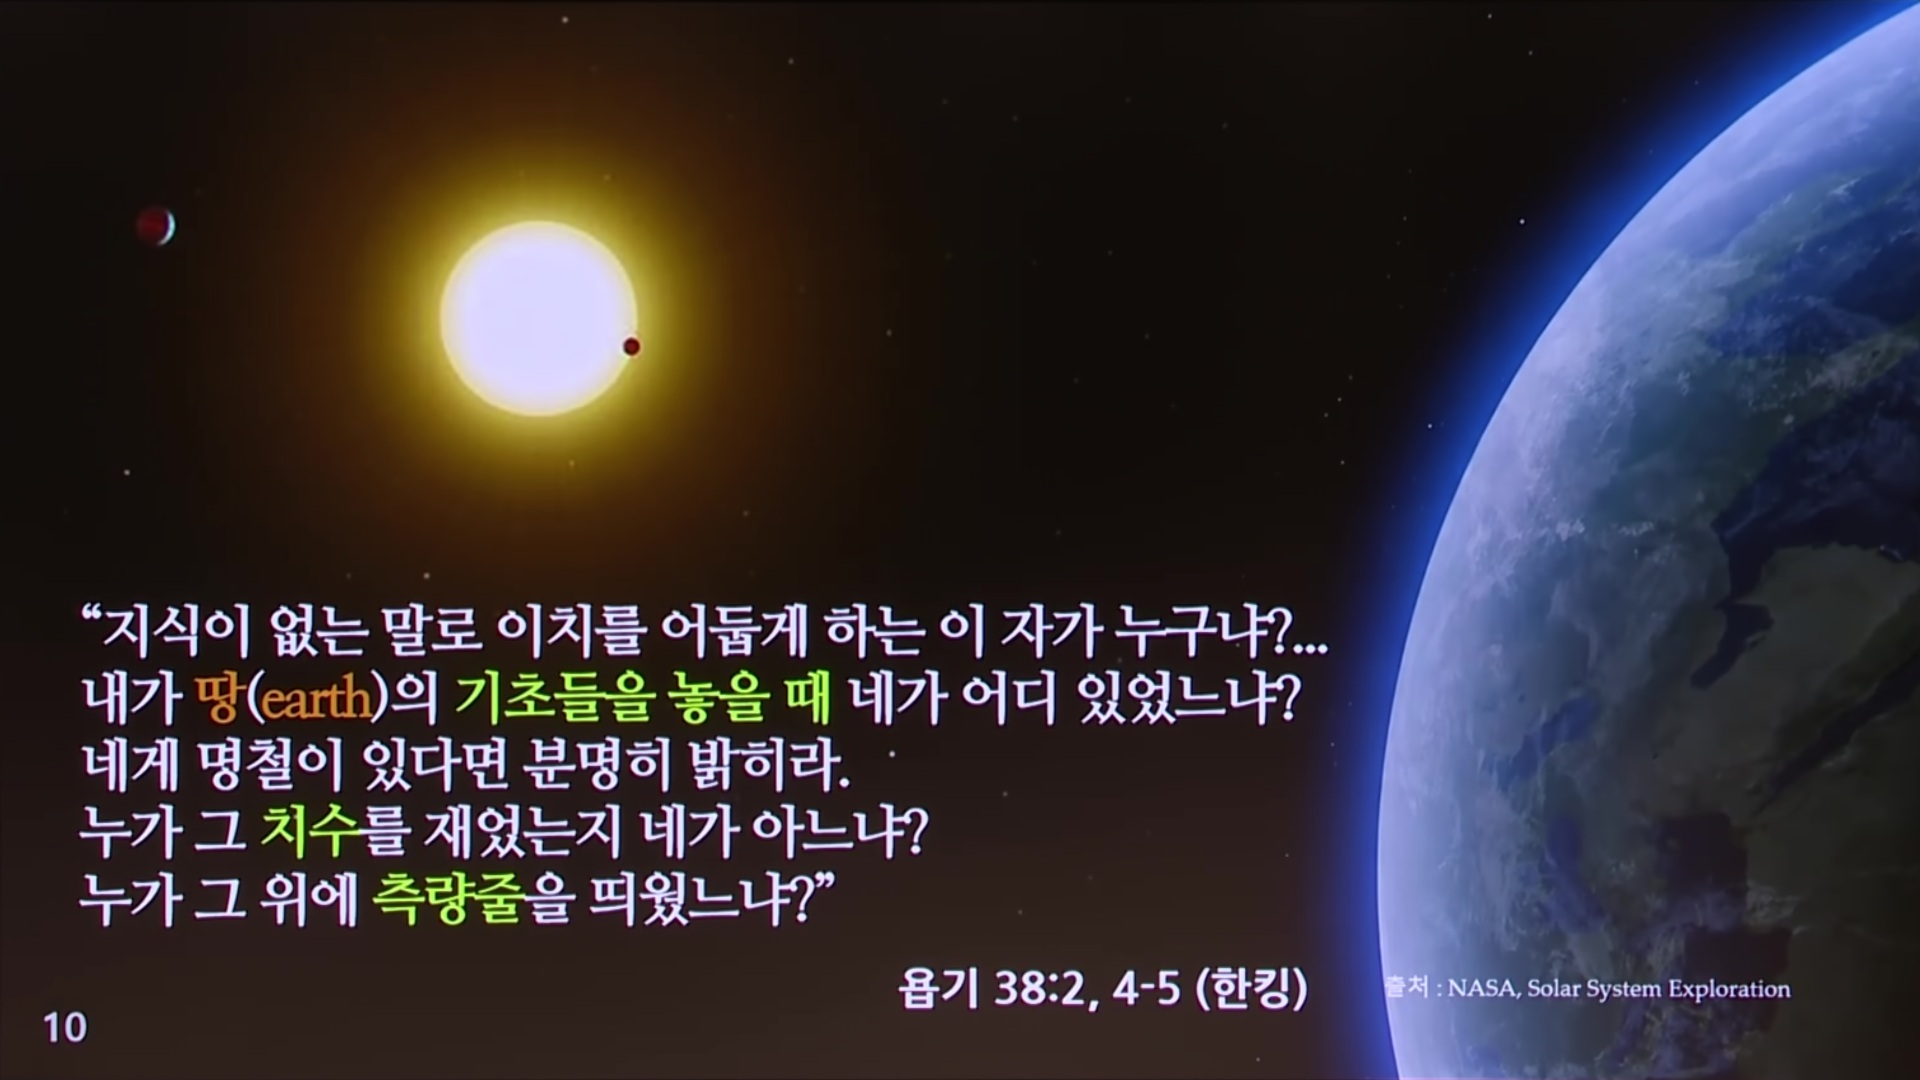 “지식이 없는 말로 이치를 어둡게 하는 이 자가 누구냐?...
내가 땅(earth)의 기초들을 놓을 때 네가 어디 있었느냐?
네게 명철이 있다면 분명히 밝히라.
누가 그 치수를 재었는지 네가 아느냐?
누가 그 위에 측량줄을 띄웠느냐?”
욥기 38:2, 4-5 (한킹)
출처 : NASA, Solar System Exploration
10